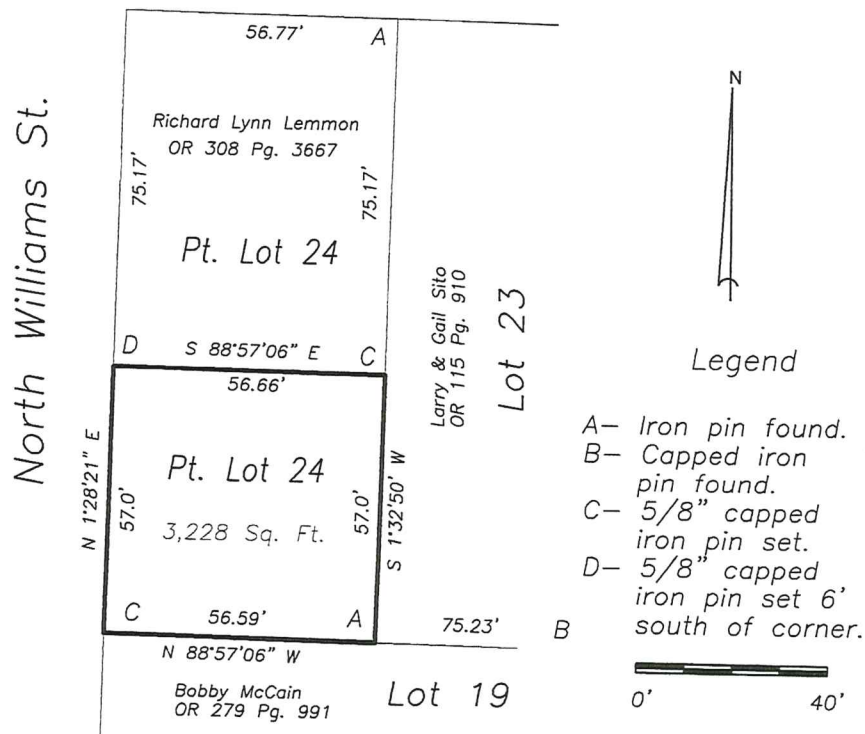 56.77'
A
North Williams St.
Richard Lynn Lemmon
OR 308 Pg. 3667
75.17'
75.17'
Pt. Lot 24
D
S 88°57'06" E
C
56.66'
Larry & Gail Sito
OR 115 Pg. 910
Lot 23
N 1°28'21" E
57.0'
Pt. Lot 24
3,228 Sq. Ft.
57.0'
S 1°32'50' W
C
56.59'
A
75.23'
B
N 88°57'06" W
Bobby McCain
OR 279 Pg. 991
Lot 19
N
Legend
A– Iron pin found.
B– Capped iron
pin found.
C– 5/8" capped
iron pin set.
D– 5/8" capped
iron pin set 6'
south of corner.
0'
40'